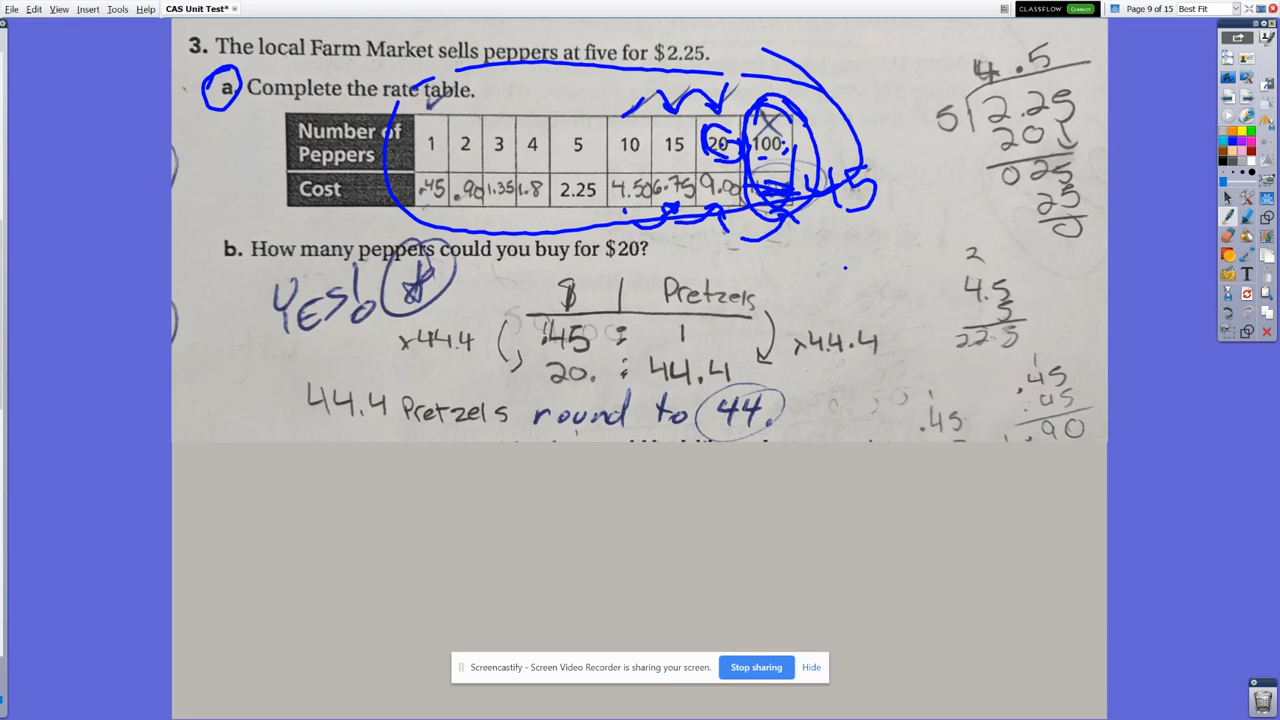 File Edit View Insert Tools Help CAS Unit Test* CLASSFLOW Connect Page 9 of 15 Best Fit
3. The local Farm Market sells peppers at five for $2.25.
a. Complete the rate table.
Number of Peppers 1 2 3 4 5 10 15 20 100
Cost .45 .90 1.35 1.8 2.25 4.50 6.75 9.00 45
4.5
5 2.25
20
025
25
0
b. How many peppers could you buy for $20?
YES!
$ Pretzels
x44.4 .45 : 1 x44.4
20. : 44.4
44.4 Pretzels round to 44.
2
4.5
5
22.5
1
.45
.45
.90
.45
Screencastify - Screen Video Recorder is sharing your screen. Stop sharing Hide